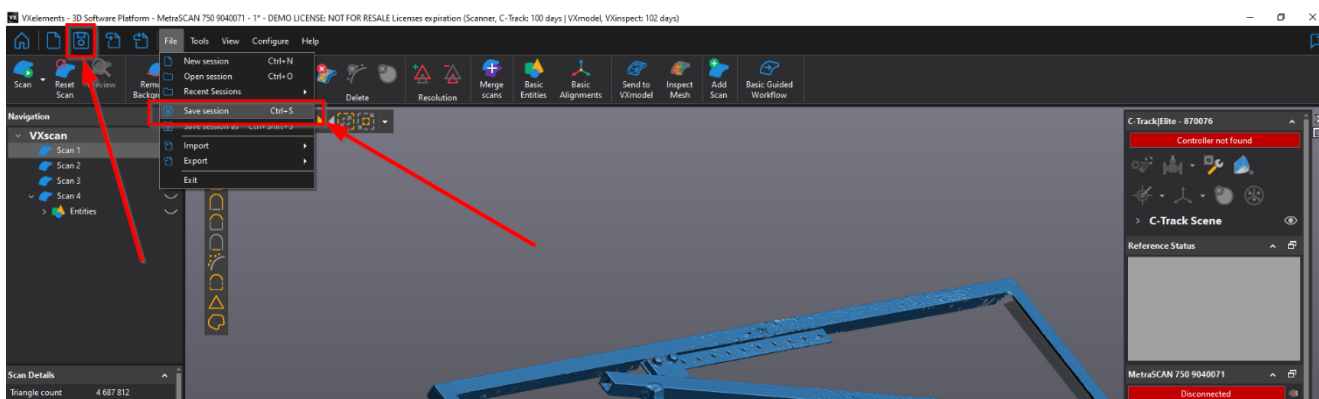 VXelements - 3D Software Platform - MetraSCAN 750 9040071 - 1* - DEMO LICENSE: NOT FOR RESALE Licenses expiration (Scanner, C-Track: 100 days | VXmodel, VXinspect: 102 days)
File Tools View Configure Help
New session Ctrl+N
Open session Ctrl+O
Recent Sessions
Save session Ctrl+S
Save session as Ctrl+Shift+S
Import
Export
Exit
Scan
Reset Scan
Delete
Resolution
Merge scans
Basic Entities
Basic Alignments
Send to VXmodel
Inspect Mesh
Add Scan
Basic Guided Workflow
Navigation
VXscan
Scan 1
Scan 2
Scan 3
Scan 4
Entities
Scan Details
Triangle count 4 687 812
C-Track|Elite - 870076
Controller not found
C-Track Scene
Reference Status
MetraSCAN 750 9040071
Disconnected